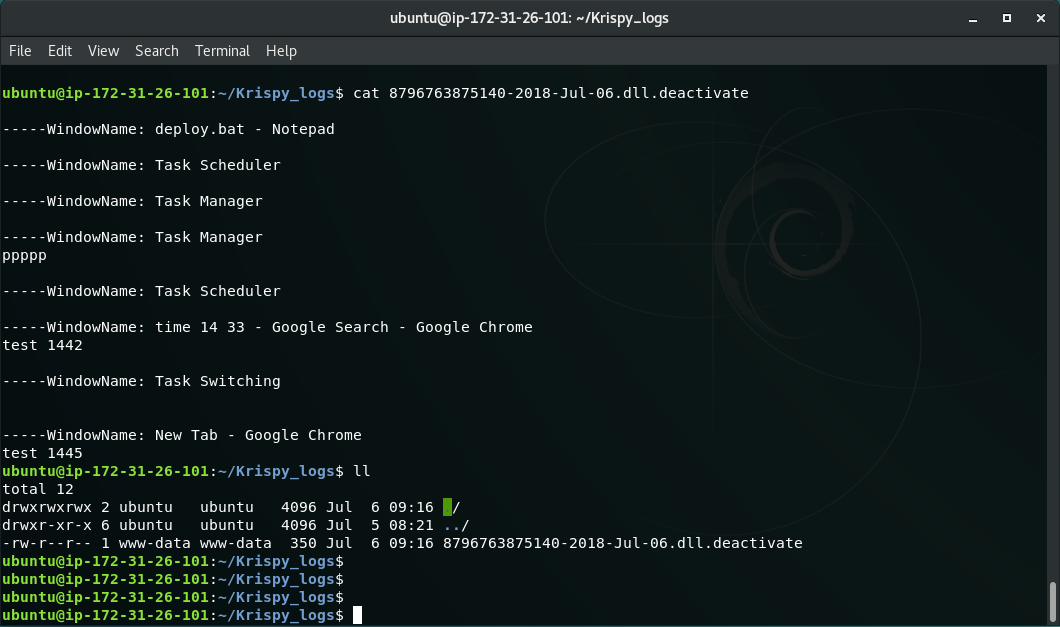 ubuntu@ip-172-31-26-101: ~/Krispy_logs
File Edit View Search Terminal Help
ubuntu@ip-172-31-26-101:~/Krispy_logs$ cat 8796763875140-2018-Jul-06.dll.deactivate
-----WindowName: deploy.bat - Notepad
-----WindowName: Task Scheduler
-----WindowName: Task Manager
-----WindowName: Task Manager
ppppp
-----WindowName: Task Scheduler
-----WindowName: time 14 33 - Google Search - Google Chrome
test 1442
-----WindowName: Task Switching
-----WindowName: New Tab - Google Chrome
test 1445
ubuntu@ip-172-31-26-101:~/Krispy_logs$ ll
total 12
drwxrwxrwx 2 ubuntu   ubuntu   4096 Jul  6 09:16 ./
drwxr-xr-x 6 ubuntu   ubuntu   4096 Jul  5 08:21 ../
-rw-r--r-- 1 www-data www-data  350 Jul  6 09:16 8796763875140-2018-Jul-06.dll.deactivate
ubuntu@ip-172-31-26-101:~/Krispy_logs$
ubuntu@ip-172-31-26-101:~/Krispy_logs$
ubuntu@ip-172-31-26-101:~/Krispy_logs$
ubuntu@ip-172-31-26-101:~/Krispy_logs$